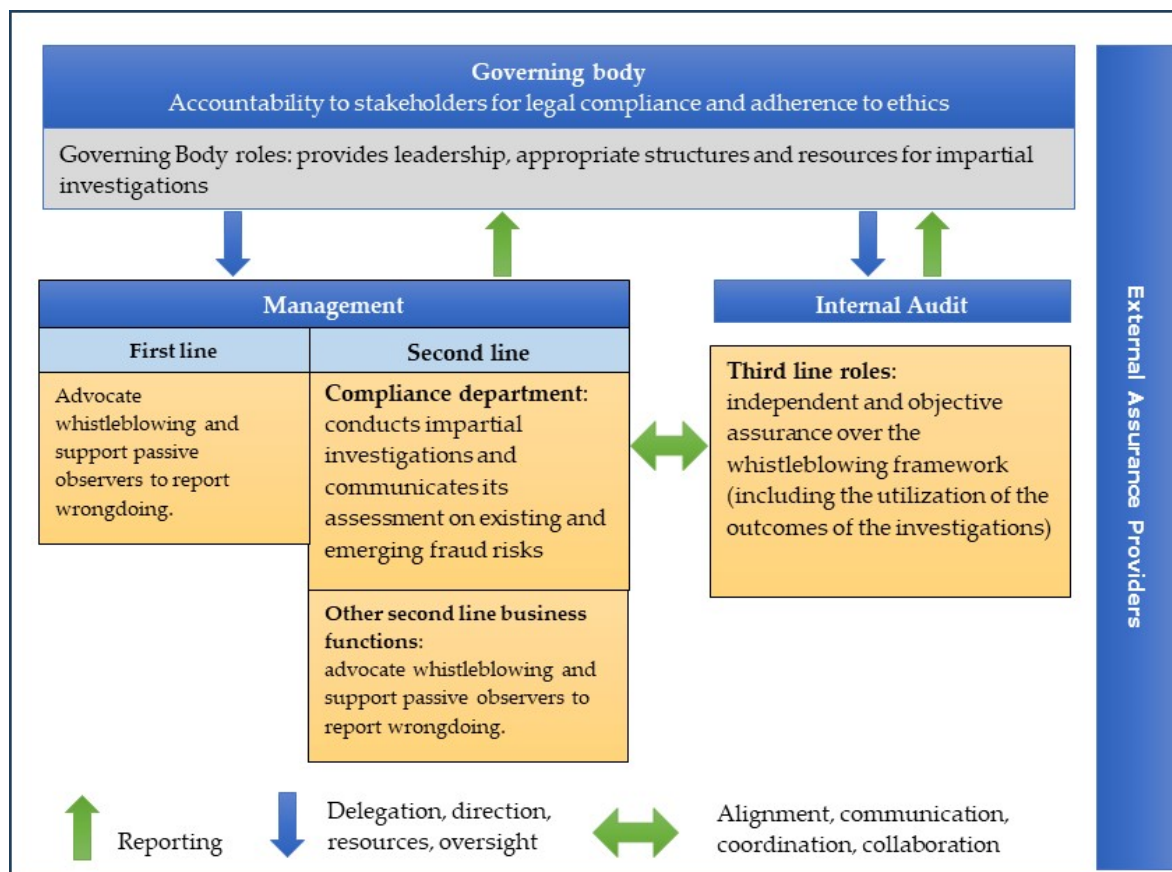 Governing body
Accountability to stakeholders for legal compliance and adherence to ethics
Governing Body roles: provides leadership, appropriate structures and resources for impartial
investigations
Management
First line
Second line
Advocate
whistleblowing and
support passive
observers to report
wrongdoing.
Compliance department:
conducts impartial
investigations and
communicates its
assessment on existing and
emerging fraud risks
Other second line business
functions:
advocate whistleblowing and
support passive observers to
report wrongdoing.
Internal Audit
Third line roles:
independent and objective
assurance over the
whistleblowing framework
(including the utilization of the
outcomes of the investigations)
External Assurance Providers
Reporting
Delegation, direction,
resources, oversight
Alignment, communication,
coordination, collaboration